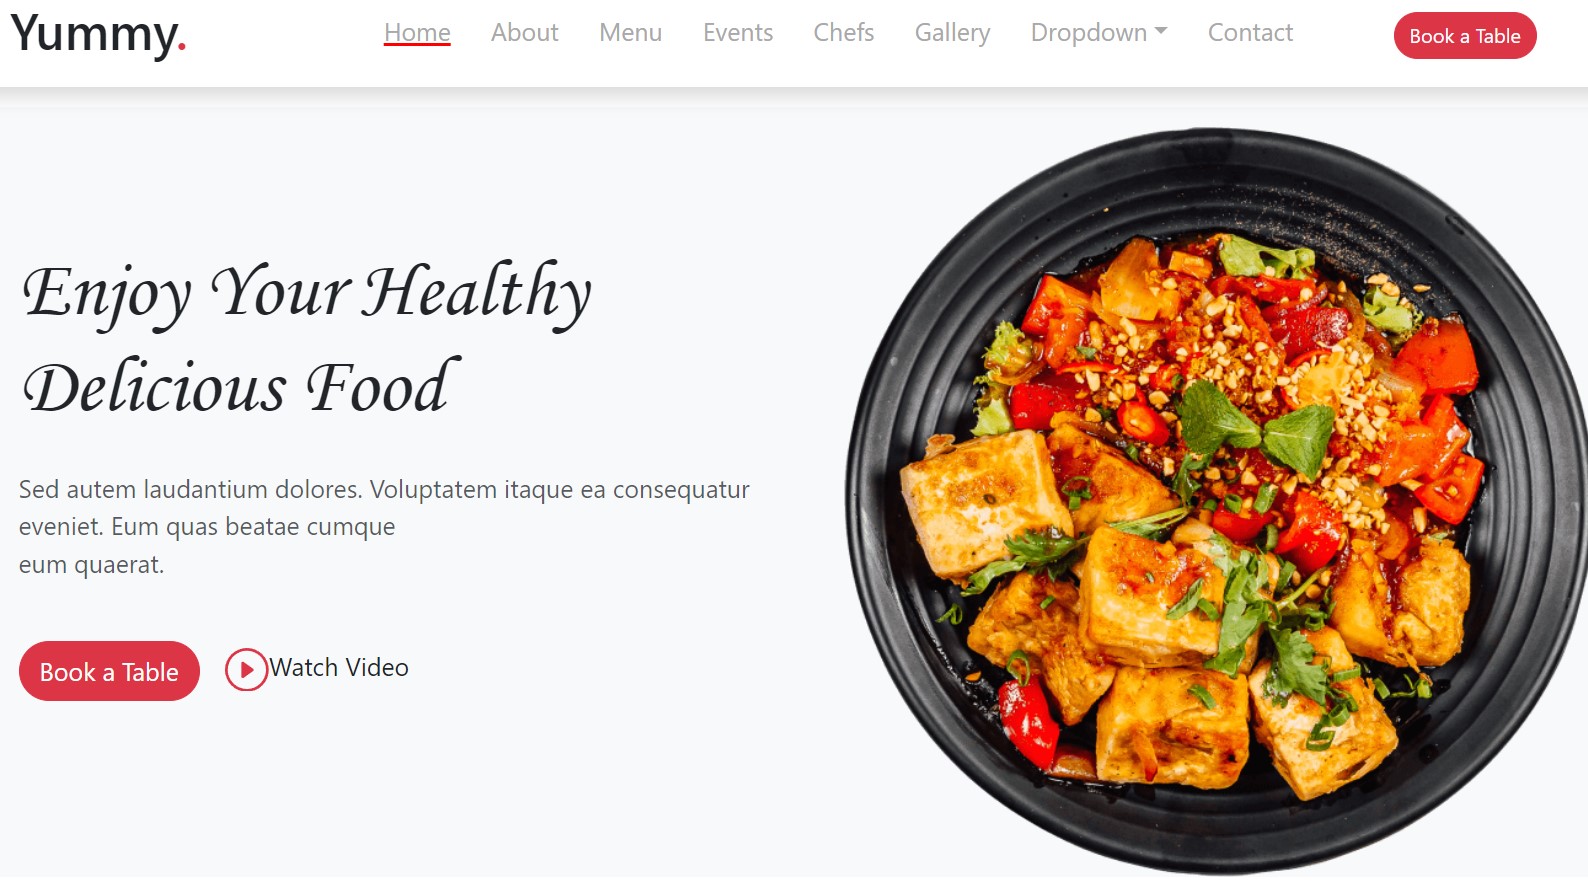 Yummy.
Home About Menu Events Chefs Gallery Dropdown Contact
Book a Table
Enjoy Your Healthy
Delicious Food
Sed autem laudantium dolores. Voluptatem itaque ea consequatur
eveniet. Eum quas beatae cumque
eum quaerat.
Book a Table
Watch Video